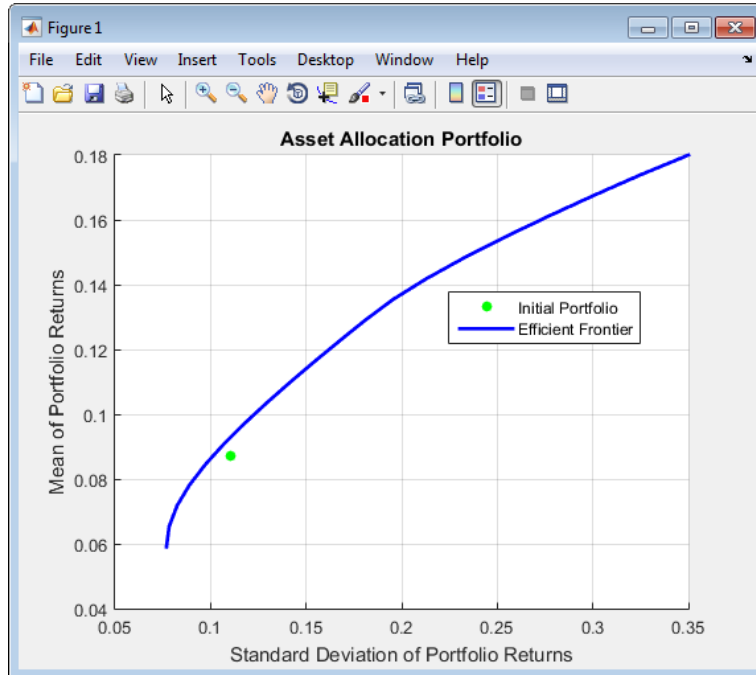 Figure 1
File Edit View Insert Tools Desktop Window Help
Asset Allocation Portfolio
0.18
0.16
0.14
0.12
0.1
0.08
0.06
0.04
Mean of Portfolio Returns
Initial Portfolio
Efficient Frontier
0.05 0.1 0.15 0.2 0.25 0.3 0.35
Standard Deviation of Portfolio Returns